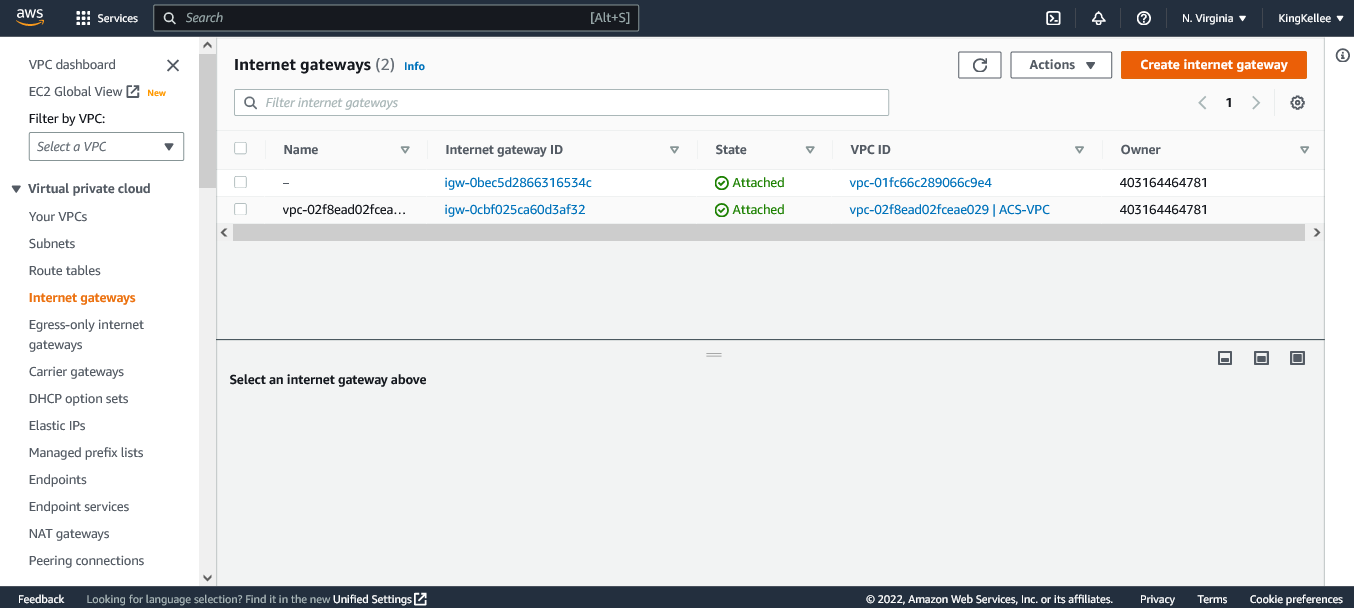 aws Services Search [Alt+S] N. Virginia KingKellee
VPC dashboard
EC2 Global View New
Filter by VPC:
Select a VPC
Virtual private cloud
Your VPCs
Subnets
Route tables
Internet gateways
Egress-only internet
gateways
Carrier gateways
DHCP option sets
Elastic IPs
Managed prefix lists
Endpoints
Endpoint services
NAT gateways
Peering connections
Internet gateways (2) Info Actions Create internet gateway
Filter internet gateways 1
Name Internet gateway ID State VPC ID Owner
– igw-0bec5d2866316534c Attached vpc-01fc66c289066c9e4 403164464781
vpc-02f8ead02fcea... igw-0cbf025ca60d3af32 Attached vpc-02f8ead02fceae029 | ACS-VPC 403164464781
Select an internet gateway above
Feedback Looking for language selection? Find it in the new Unified Settings © 2022, Amazon Web Services, Inc. or its affiliates. Privacy Terms Cookie preferences